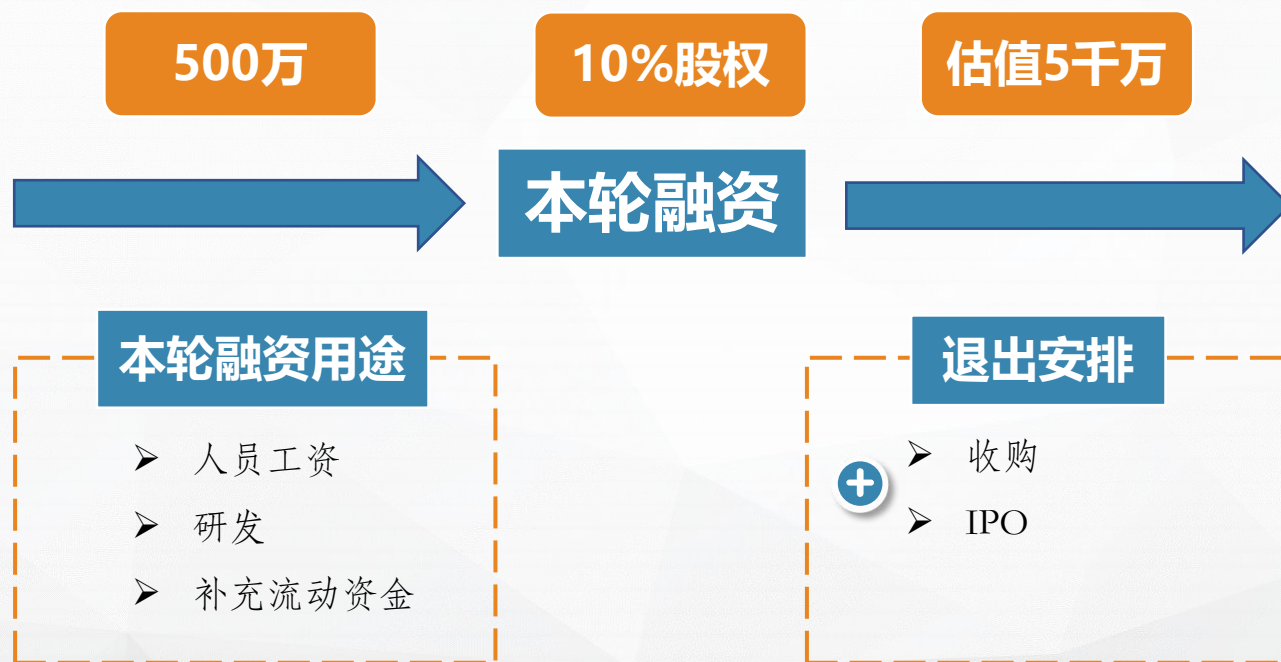 500万
10%股权
估值5千万
本轮融资
本轮融资用途
人员工资
研发
补充流动资金
退出安排
收购
IPO